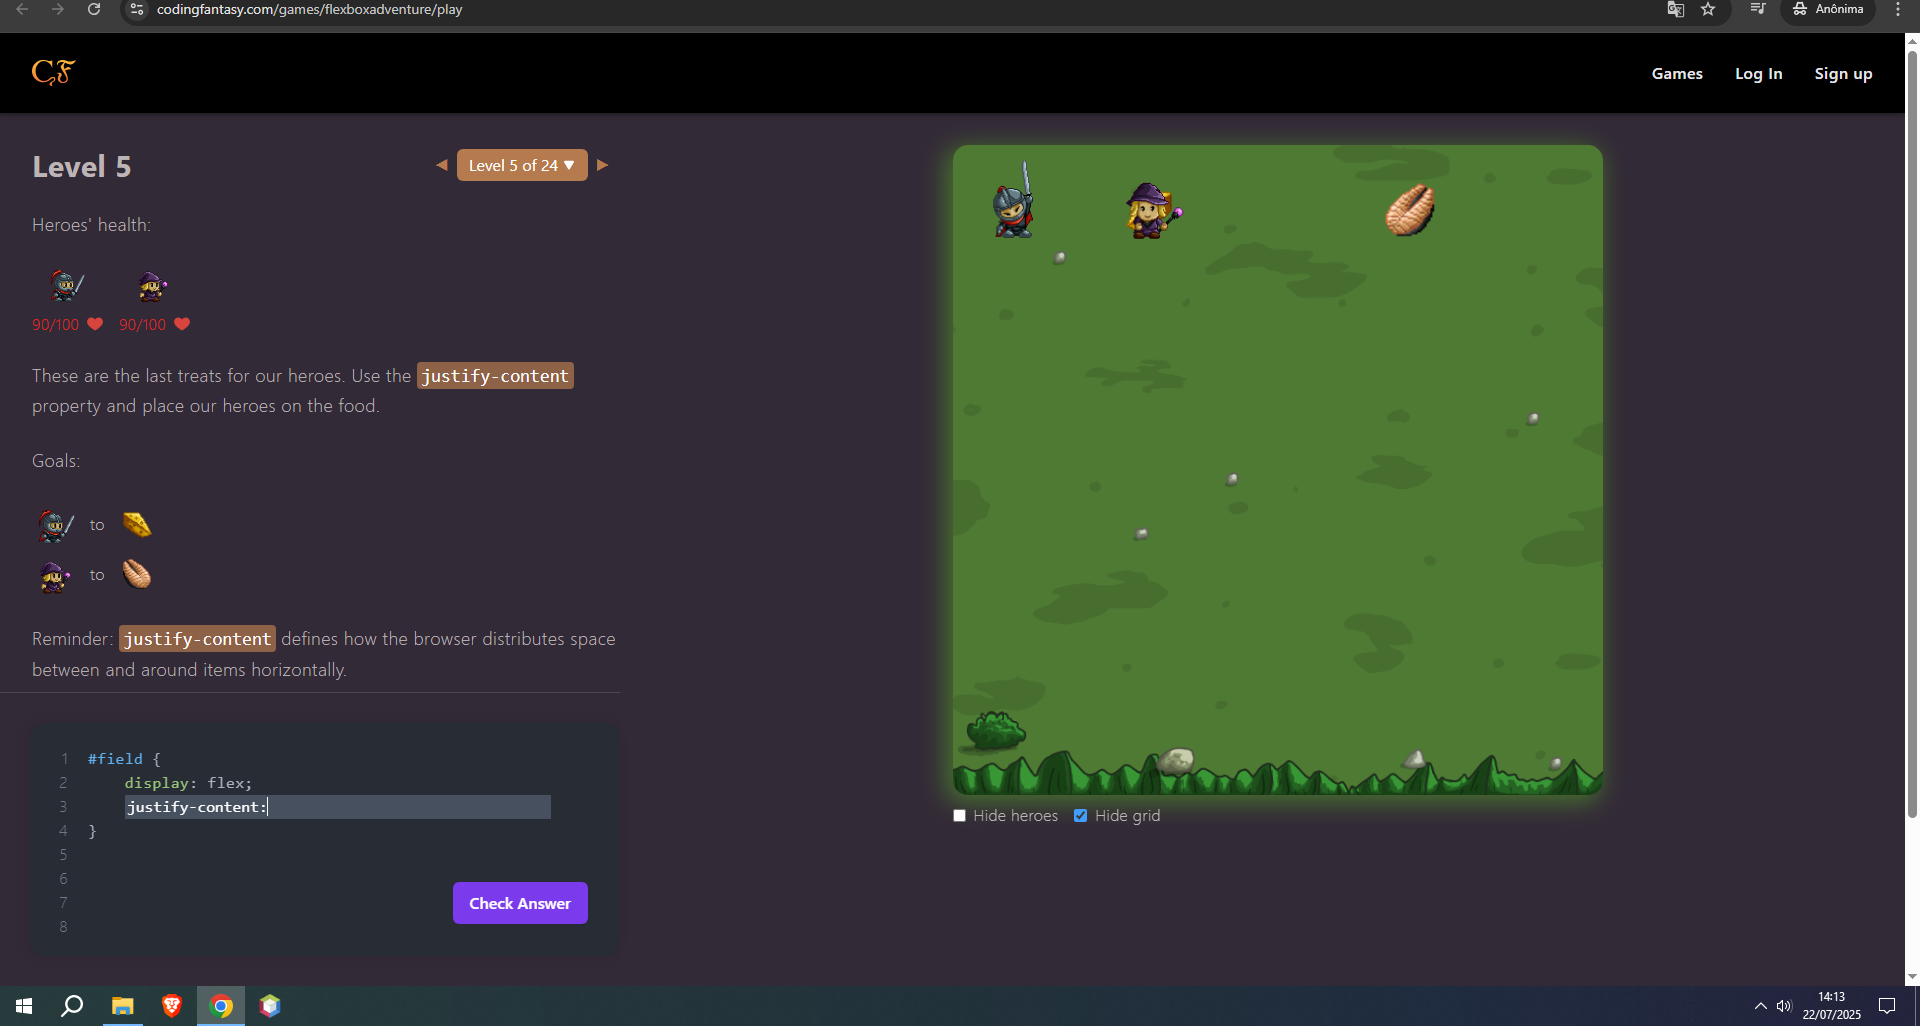 codingfantasy.com/games/flexboxadventure/play
Anônima
CF
Games
Log In
Sign up
Level 5
Level 5 of 24 ▼
Heroes' health:
90/100
90/100
These are the last treats for our heroes. Use the justify-content
property and place our heroes on the food.
Goals:
to
to
Reminder: justify-content defines how the browser distributes space
between and around items horizontally.
1 #field {
2 display: flex;
3 justify-content:
4 }
5
6
7
8
Check Answer
Hide heroes
Hide grid
14:13
22/07/2025